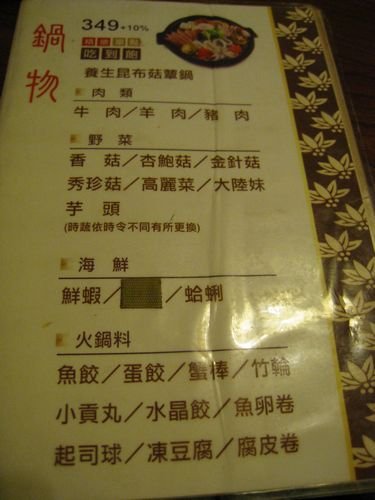 鍋物
349+10%
精緻
吃到飽
養生昆布菇蕈鍋
肉類
牛 肉／羊 肉／豬 肉
野菜
香 菇／杏鮑菇／金針菇
秀珍菇／高麗菜／大陸妹
芋 頭
(時蔬依時令不同有所更換)
海鮮
鮮蝦／ ／蛤蜊
火鍋料
魚餃／蛋餃／蟹棒／竹輪
小貢丸／水晶餃／魚卵卷
起司球／凍豆腐／腐皮卷